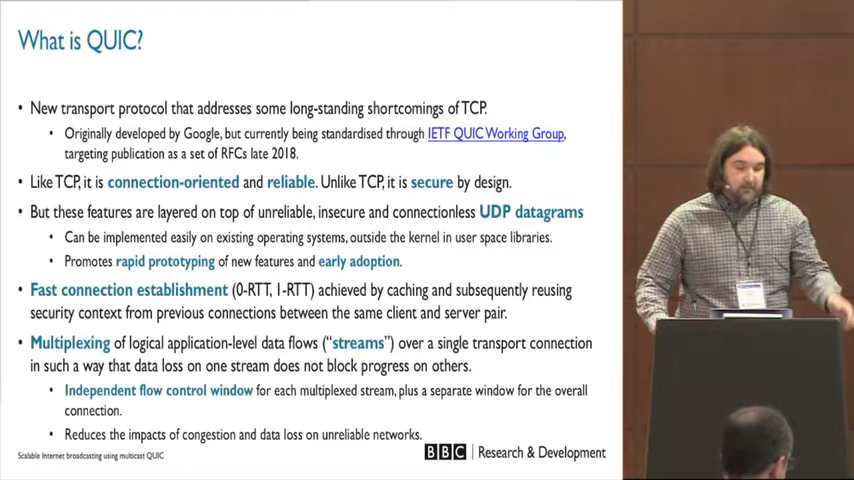 What is QUIC?
• New transport protocol that addresses some long-standing shortcomings of TCP.
• Originally developed by Google, but currently being standardised through IETF QUIC Working Group,
targeting publication as a set of RFCs late 2018.
• Like TCP, it is connection-oriented and reliable. Unlike TCP, it is secure by design.
• But these features are layered on top of unreliable, insecure and connectionless UDP datagrams
• Can be implemented easily on existing operating systems, outside the kernel in user space libraries.
• Promotes rapid prototyping of new features and early adoption.
• Fast connection establishment (0-RTT, 1-RTT) achieved by caching and subsequently reusing
security context from previous connections between the same client and server pair.
• Multiplexing of logical application-level data flows (“streams”) over a single transport connection
in such a way that data loss on one stream does not block progress on others.
• Independent flow control window for each multiplexed stream, plus a separate window for the overall
connection.
• Reduces the impacts of congestion and data loss on unreliable networks.
Scalable Internet broadcasting using multicast QUIC
BBC | Research & Development